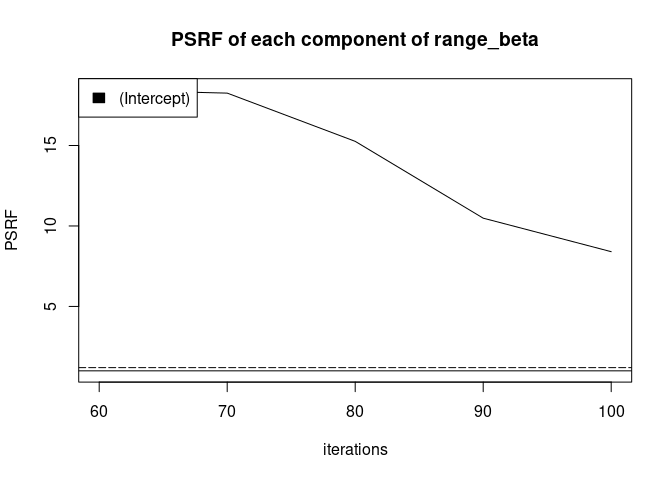 PSRF of each component of range_beta
(Intercept)
15
10
5
PSRF
60 70 80 90 100
iterations